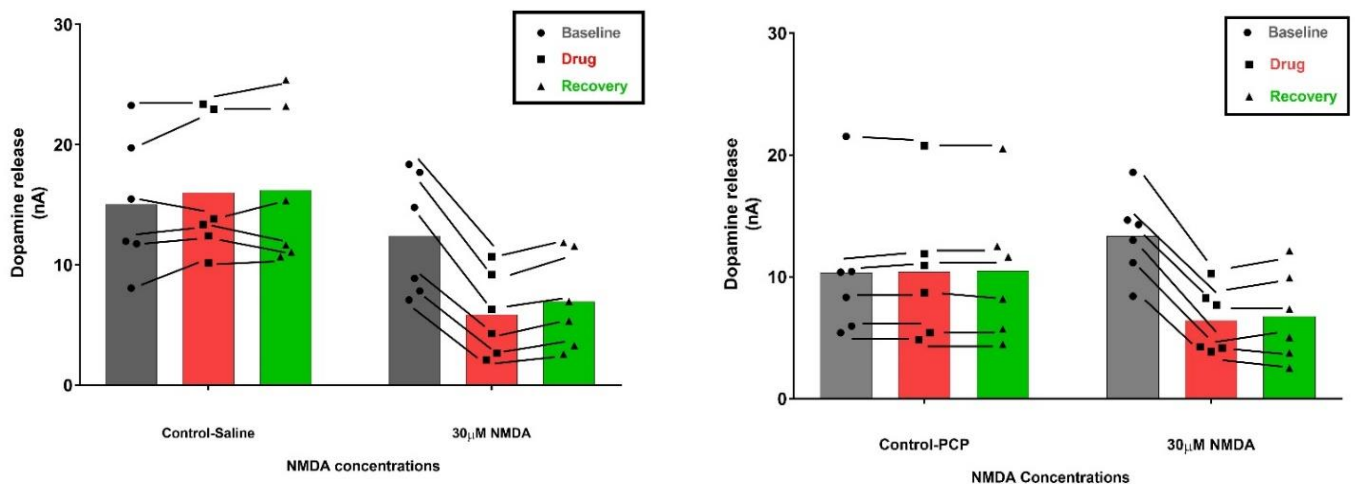 30
20
10
0
Dopamine release
(nA)
Baseline
Drug
Recovery
Control-Saline
30μM NMDA
NMDA concentrations
30
20
10
0
Dopamine release
(nA)
Baseline
Drug
Recovery
Control-PCP
30μM NMDA
NMDA Concentrations